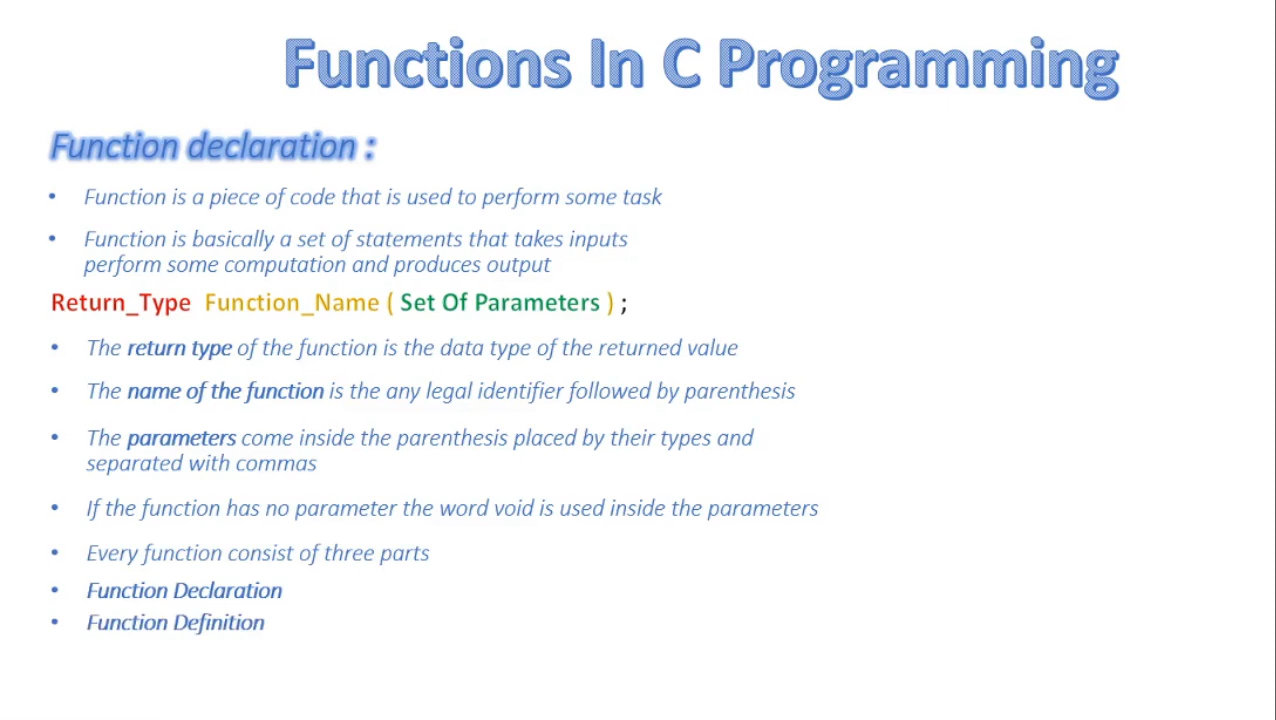 Functions In C Programming
Function declaration :
• Function is a piece of code that is used to perform some task
• Function is basically a set of statements that takes inputs
perform some computation and produces output
Return_Type Function_Name ( Set Of Parameters ) ;
• The return type of the function is the data type of the returned value
• The name of the function is the any legal identifier followed by parenthesis
• The parameters come inside the parenthesis placed by their types and
separated with commas
• If the function has no parameter the word void is used inside the parameters
• Every function consist of three parts
• Function Declaration
• Function Definition